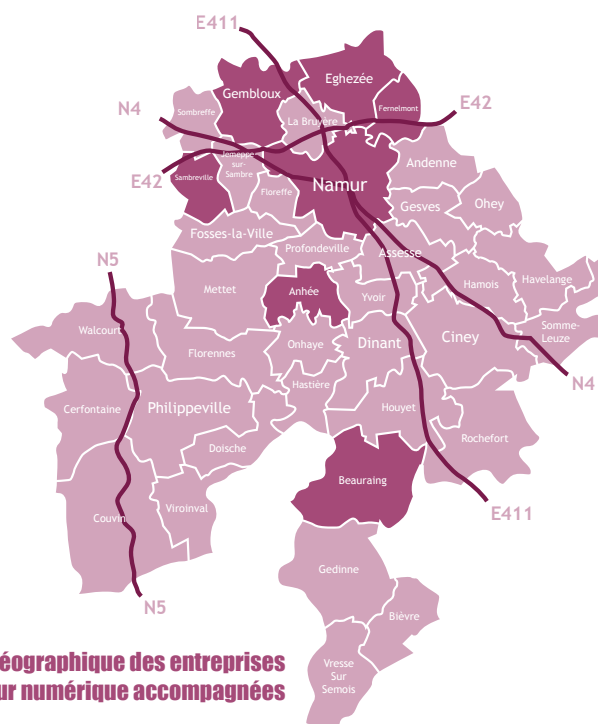 E411
Eghezée
Gembloux
Fernelmont
E42
N4
Sombreffe
La Bruyère
Jemeppe-
sur-
Sambre
Andenne
E42
Sambreville
Floreffe
Namur
Gesves
Ohey
Fosses-la-Ville
Profondeville
Assesse
N5
Mettet
Anhée
Yvoir
Hamois
Havelange
Walcourt
Florennes
Onhaye
Dinant
Ciney
Somme-
Leuze
Hastière
N4
Cerfontaine
Philippeville
Houyet
Doische
Rochefort
Beauraing
Couvin
Viroinval
E411
Gedinne
N5
Bièvre
Vresse
Sur
Semois
éographique des entreprises
ur numérique accompagnées